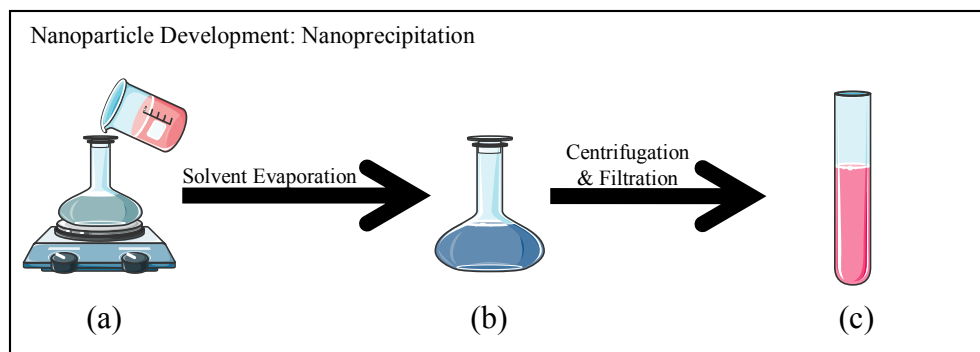 Nanoparticle Development: Nanoprecipitation
Solvent Evaporation
Centrifugation
& Filtration
(a)
(b)
(c)